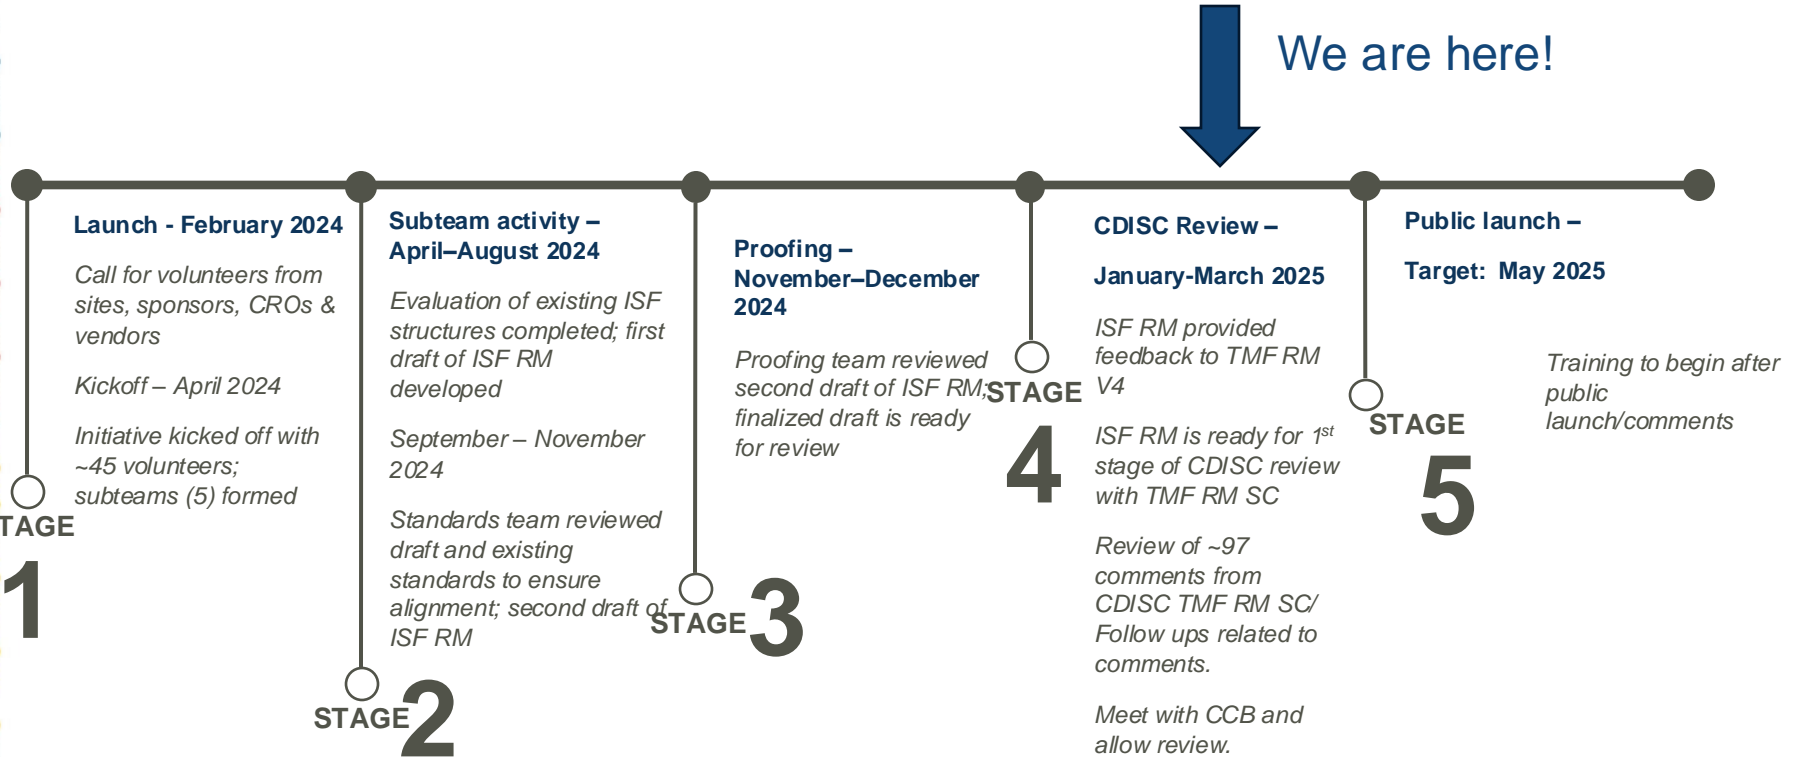 We are here!
Launch - February 2024
Call for volunteers from
sites, sponsors, CROs &
vendors
Kickoff – April 2024
Initiative kicked off with
~45 volunteers;
subteams (5) formed
TAGE
1
Subteam activity –
April–August 2024
Evaluation of existing ISF
structures completed; first
draft of ISF RM
developed
September – November
2024
Standards team reviewed
draft and existing
standards to ensure
alignment; second draft of
ISF RM
STAGE
2
Proofing –
November–December
2024
Proofing team reviewed
second draft of ISF RM;
finalized draft is ready
for review
STAGE
3
CDISC Review –
January-March 2025
ISF RM provided
feedback to TMF RM
V4
ISF RM is ready for 1st
stage of CDISC review
with TMF RM SC
Review of ~97
comments from
CDISC TMF RM SC/
Follow ups related to
comments.
Meet with CCB and
allow review.
STAGE
4
Public launch –
Target:  May 2025
Training to begin after
public
launch/comments
STAGE
5